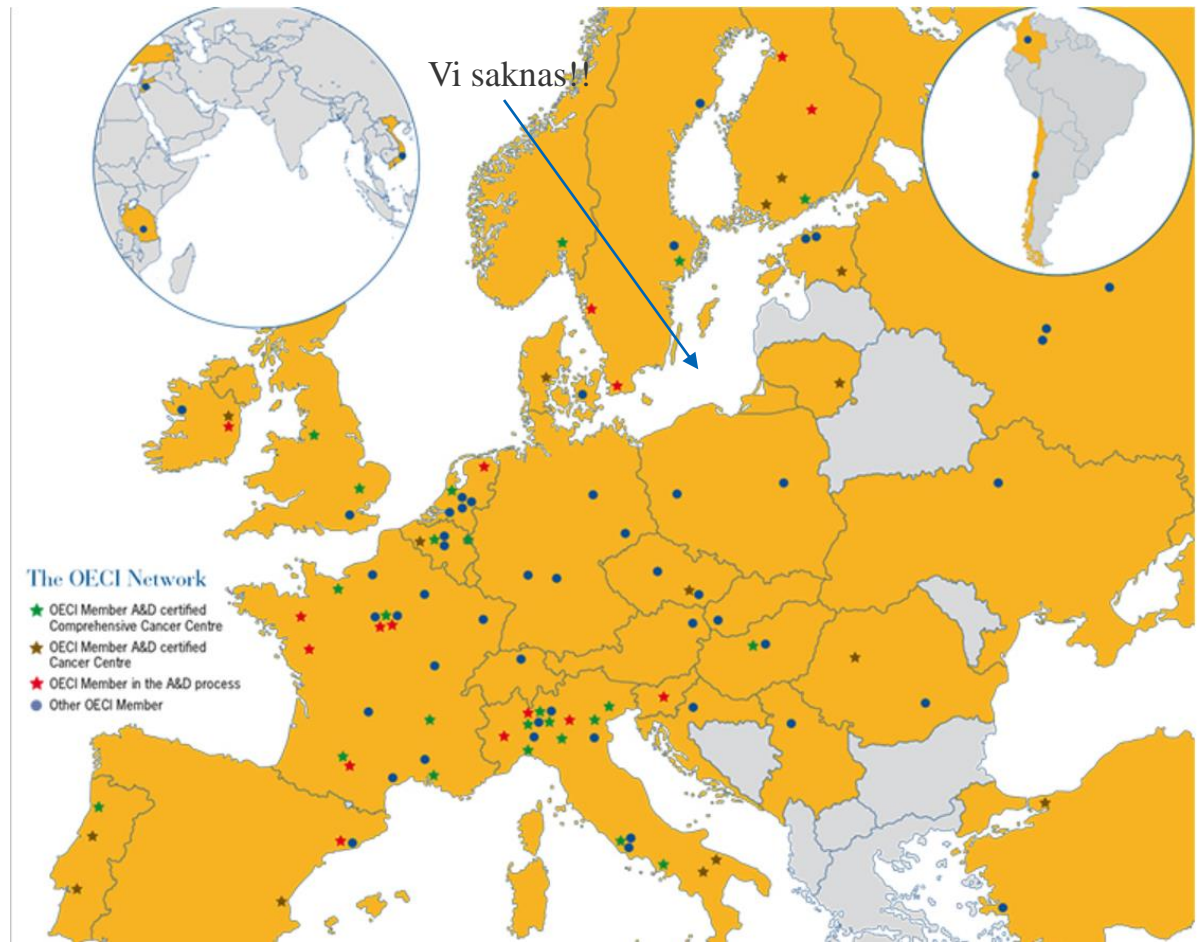 Vi saknas!!
The OECI Network
OECI Member A&D certified
Comprehensive Cancer Centre
OECI Member A&D certified
Cancer Centre
OECI Member in the A&D process
Other OECI Member